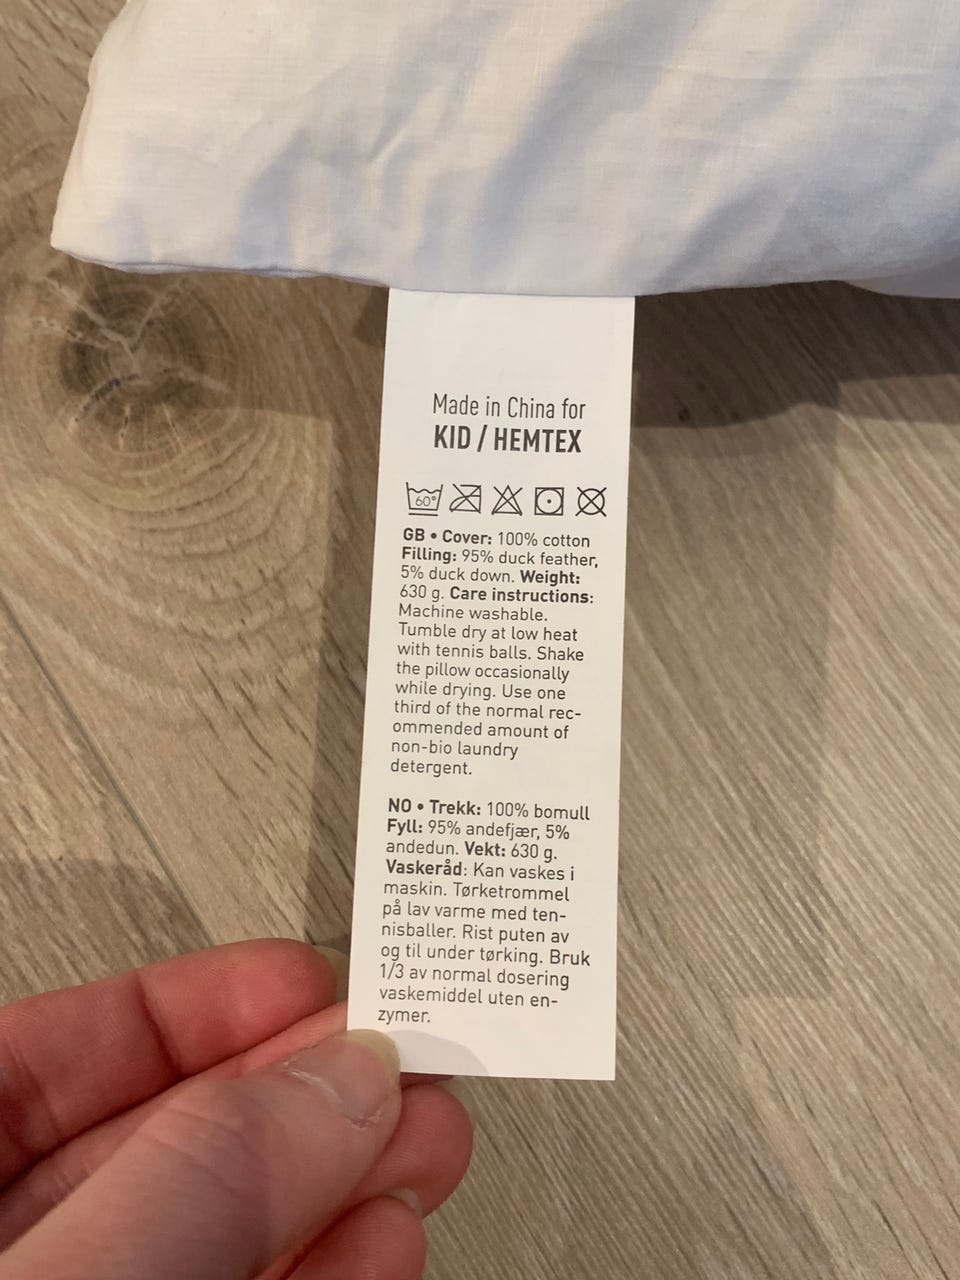 Made in China for
KID / HEMTEX
60°
GB • Cover: 100% cotton
Filling: 95% duck feather,
5% duck down. Weight:
630 g. Care instructions:
Machine washable.
Tumble dry at low heat
with tennis balls. Shake
the pillow occasionally
while drying. Use one
third of the normal rec-
ommended amount of
non-bio laundry
detergent.
NO • Trekk: 100% bomull
Fyll: 95% andefjær, 5%
andedun. Vekt: 630 g.
Vaskeråd: Kan vaskes i
maskin. Tørketrommel
på lav varme med ten-
nisballer. Rist puten av
og til under tørking. Bruk
1/3 av normal dosering
vaskemiddel uten en-
zymer.